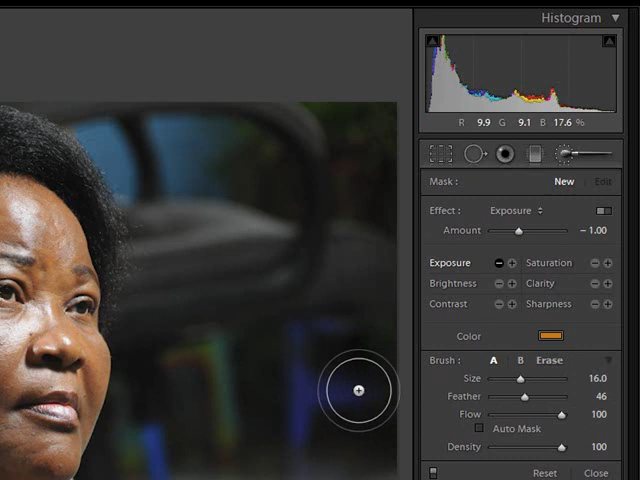 Histogram
R 9.9 G 9.1 B 17.6 %
Mask : New Edit
Effect : Exposure
Amount – 1.00
Exposure Saturation
Brightness Clarity
Contrast Sharpness
Color
Brush : A B Erase
Size 16.0
Feather 46
Flow 100
Auto Mask
Density 100
Reset Close